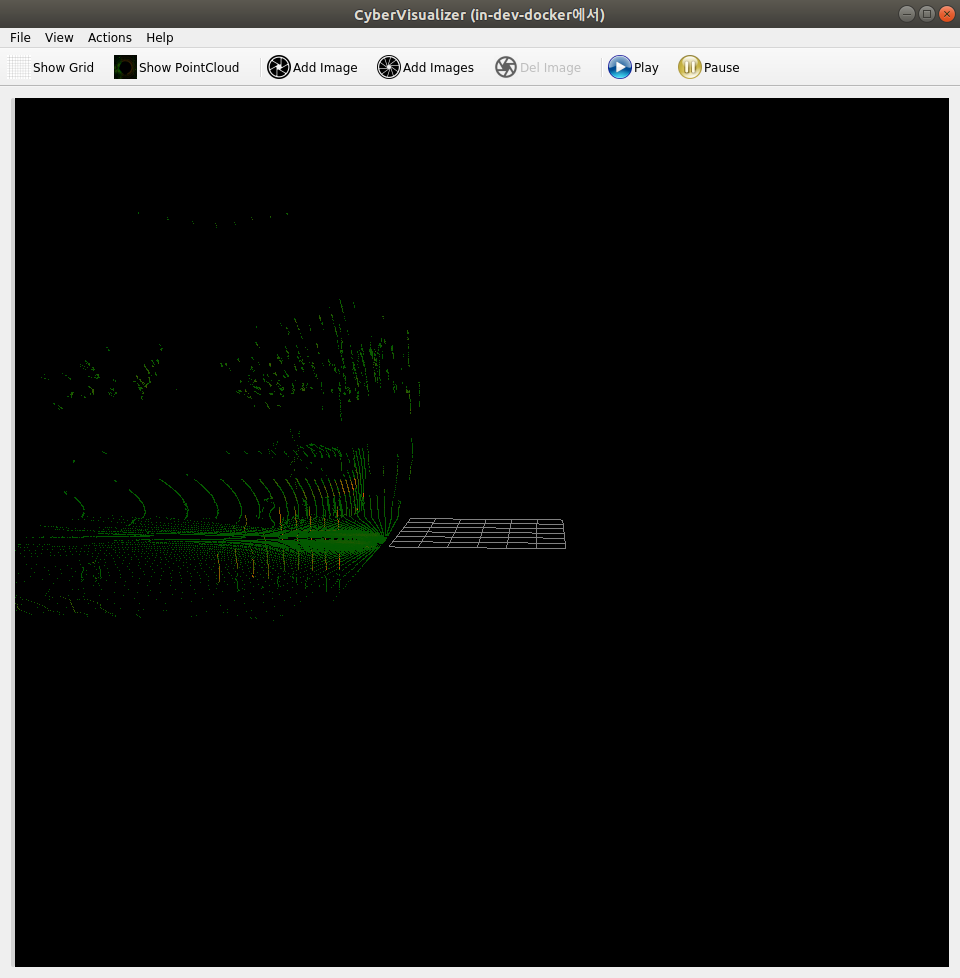 CyberVisualizer (in-dev-docker에서)
File View Actions Help
Show Grid Show PointCloud Add Image Add Images Del Image Play Pause